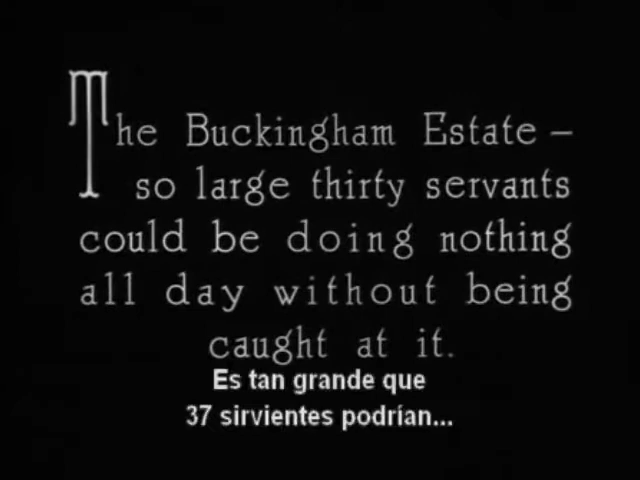 The Buckingham Estate –
so large thirty servants
could be doing nothing
all day without being
caught at it.
Es tan grande que
37 sirvientes podrían...